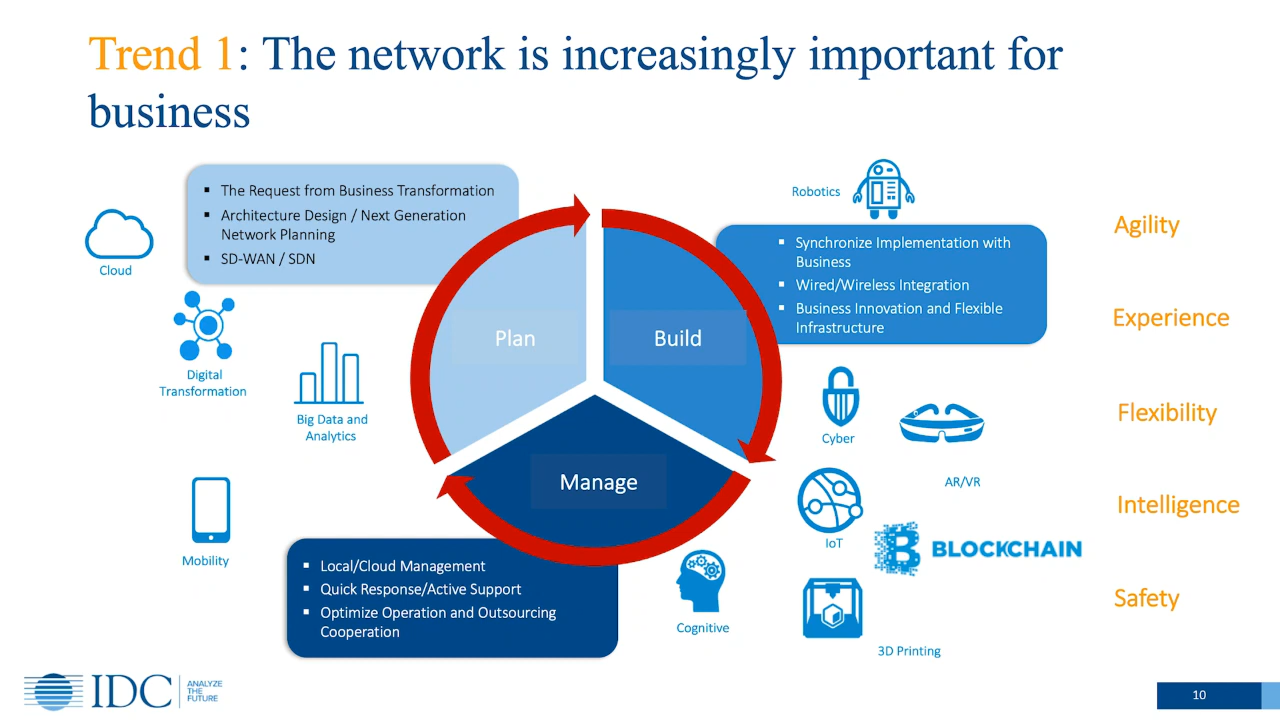 Trend 1: The network is increasingly important for
business
▪ The Request from Business Transformation
▪ Architecture Design / Next Generation
Network Planning
▪ SD-WAN / SDN
Cloud
Digital
Transformation
Big Data and
Analytics
Mobility
Plan
Build
Manage
Robotics
▪ Synchronize Implementation with
Business
▪ Wired/Wireless Integration
▪ Business Innovation and Flexible
Infrastructure
Cyber
AR/VR
IoT
BLOCKCHAIN
3D Printing
Cognitive
▪ Local/Cloud Management
▪ Quick Response/Active Support
▪ Optimize Operation and Outsourcing
Cooperation
Agility
Experience
Flexibility
Intelligence
Safety
IDC
ANALYZE
THE
FUTURE
10